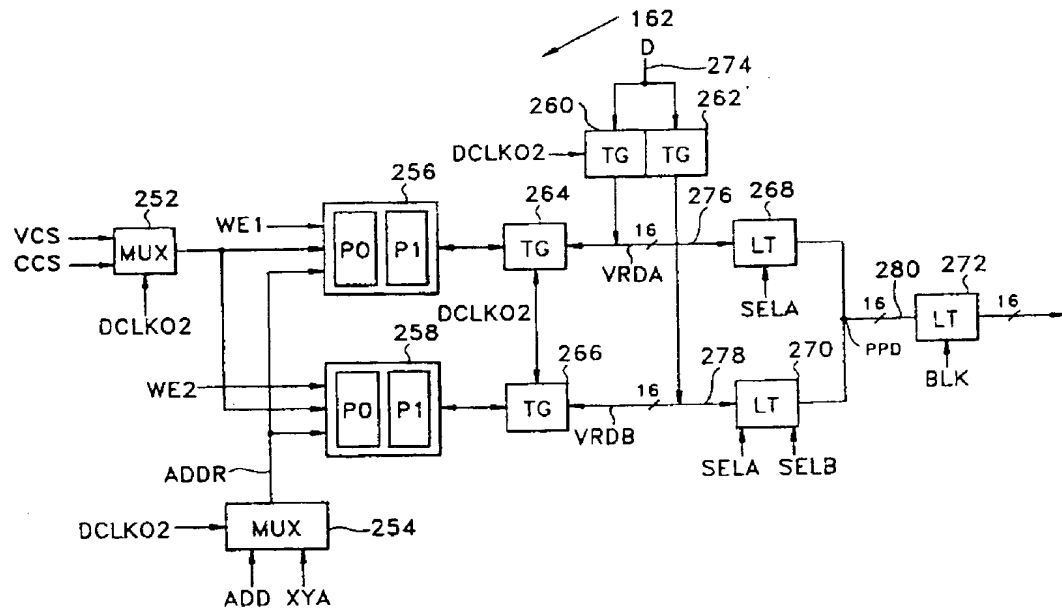 162
D
274
260
262
DCLKO2
TG
TG
256
264
276
268
252
WE1
16
VCS
CCS
MUX
P0
P1
TG
VRDA
LT
280
272
16
16
DCLKO2
DCLKO2
SELA
PPD
LT
258
266
278
270
BLK
WE2
16
P0
P1
TG
VRDB
LT
ADDR
SELA
SELB
DCLKO2
MUX
254
ADD
XYA